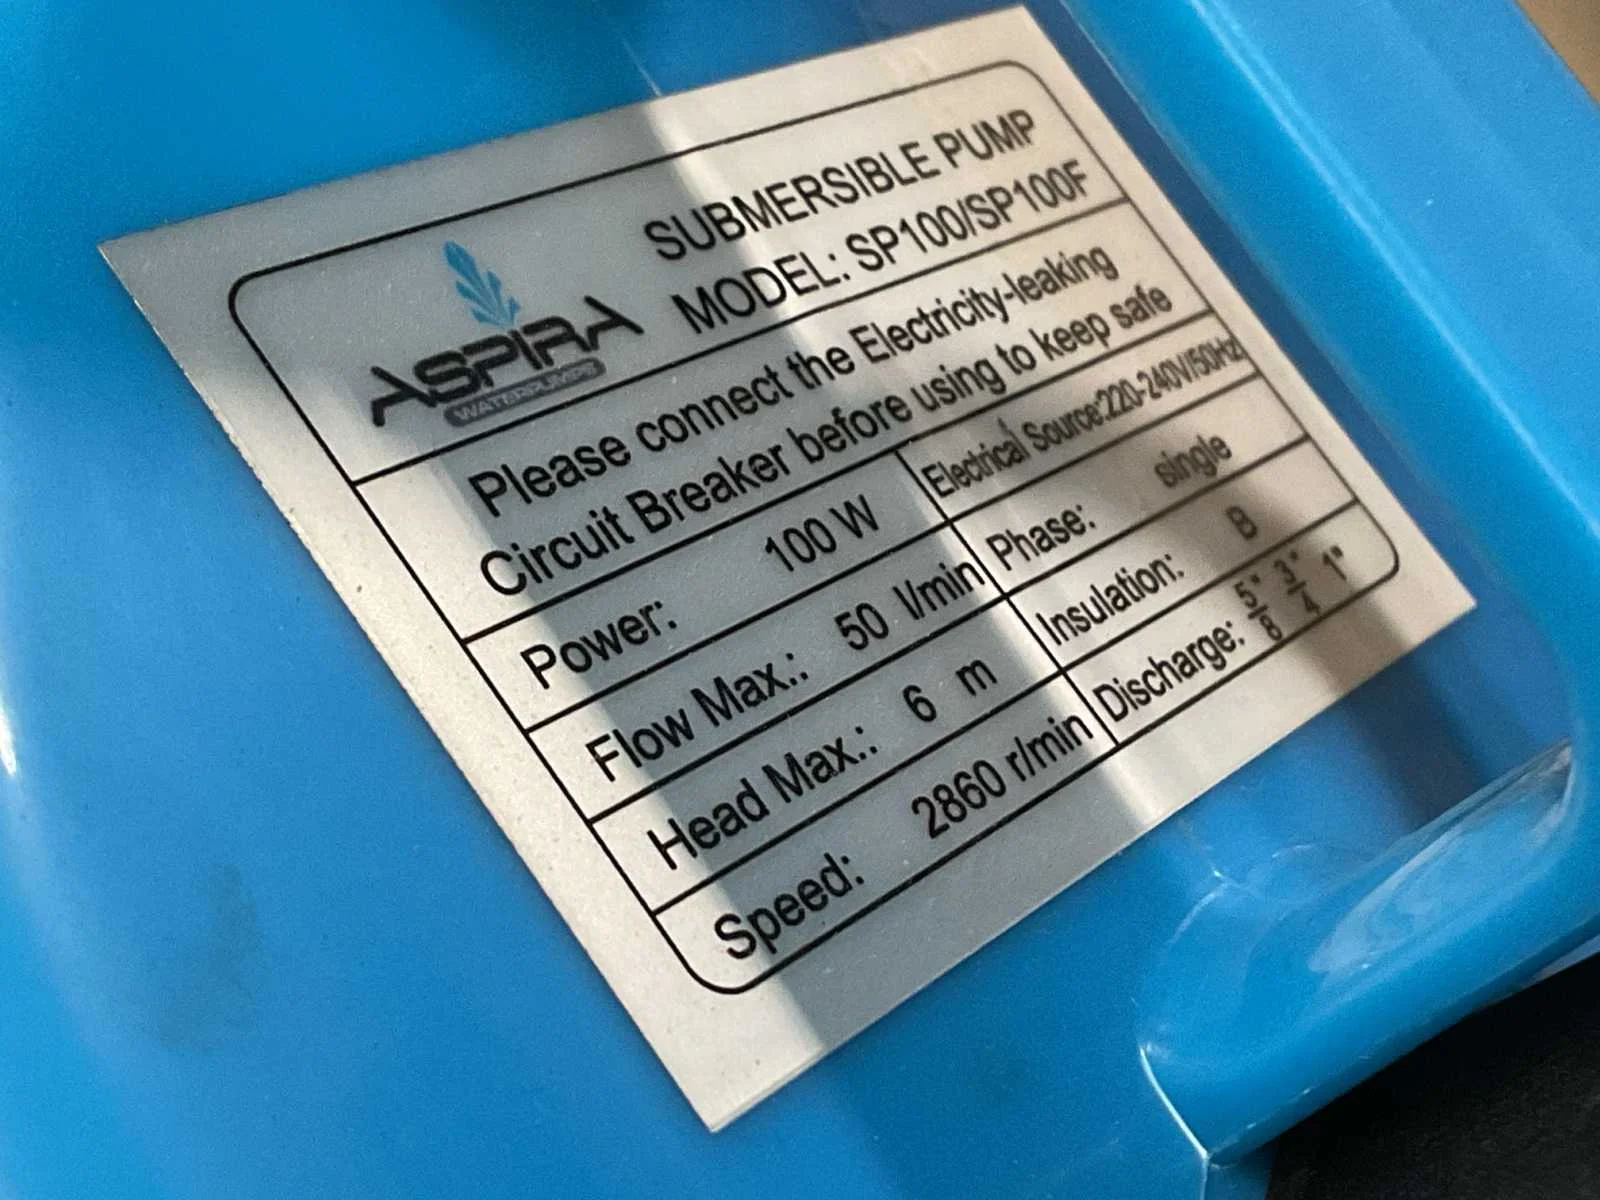 ASPIRA
WATERPUMPS
SUBMERSIBLE PUMP
MODEL: SP100/SP100F
Please connect the Electricity-leaking
Circuit Breaker before using to keep safe
Power: 100 W
Electrical Source:220-240V/50Hz
Flow Max.: 50 l/min
Phase: single
Head Max.: 6 m
Insulation: B
Speed: 2860 r/min
Discharge: 5/8" 3/4" 1"